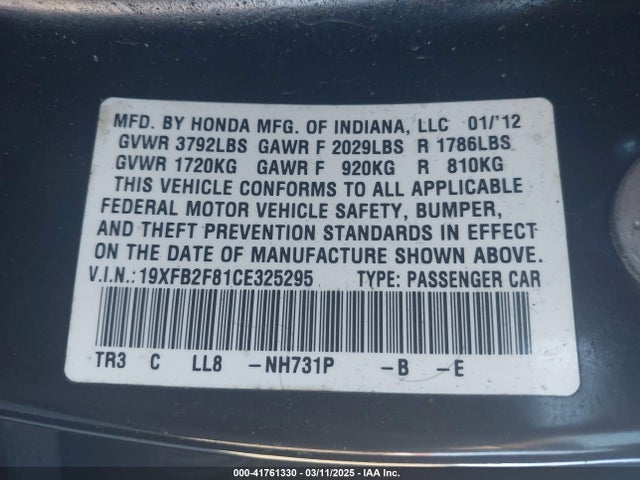 MFD. BY HONDA MFG. OF INDIANA, LLC 01/'12
GVWR 3792LBS GAWR F 2029LBS R 1786LBS
GVWR 1720KG GAWR F 920KG R 810KG
THIS VEHICLE CONFORMS TO ALL APPLICABLE
FEDERAL MOTOR VEHICLE SAFETY, BUMPER,
AND THEFT PREVENTION STANDARDS IN EFFECT
ON THE DATE OF MANUFACTURE SHOWN ABOVE.
V.I.N.:19XFB2F81CE325295 TYPE: PASSENGER CAR
TR3 C LL8 -NH731P -B -E
000-41761330 - 03/11/2025 - IAA Inc.